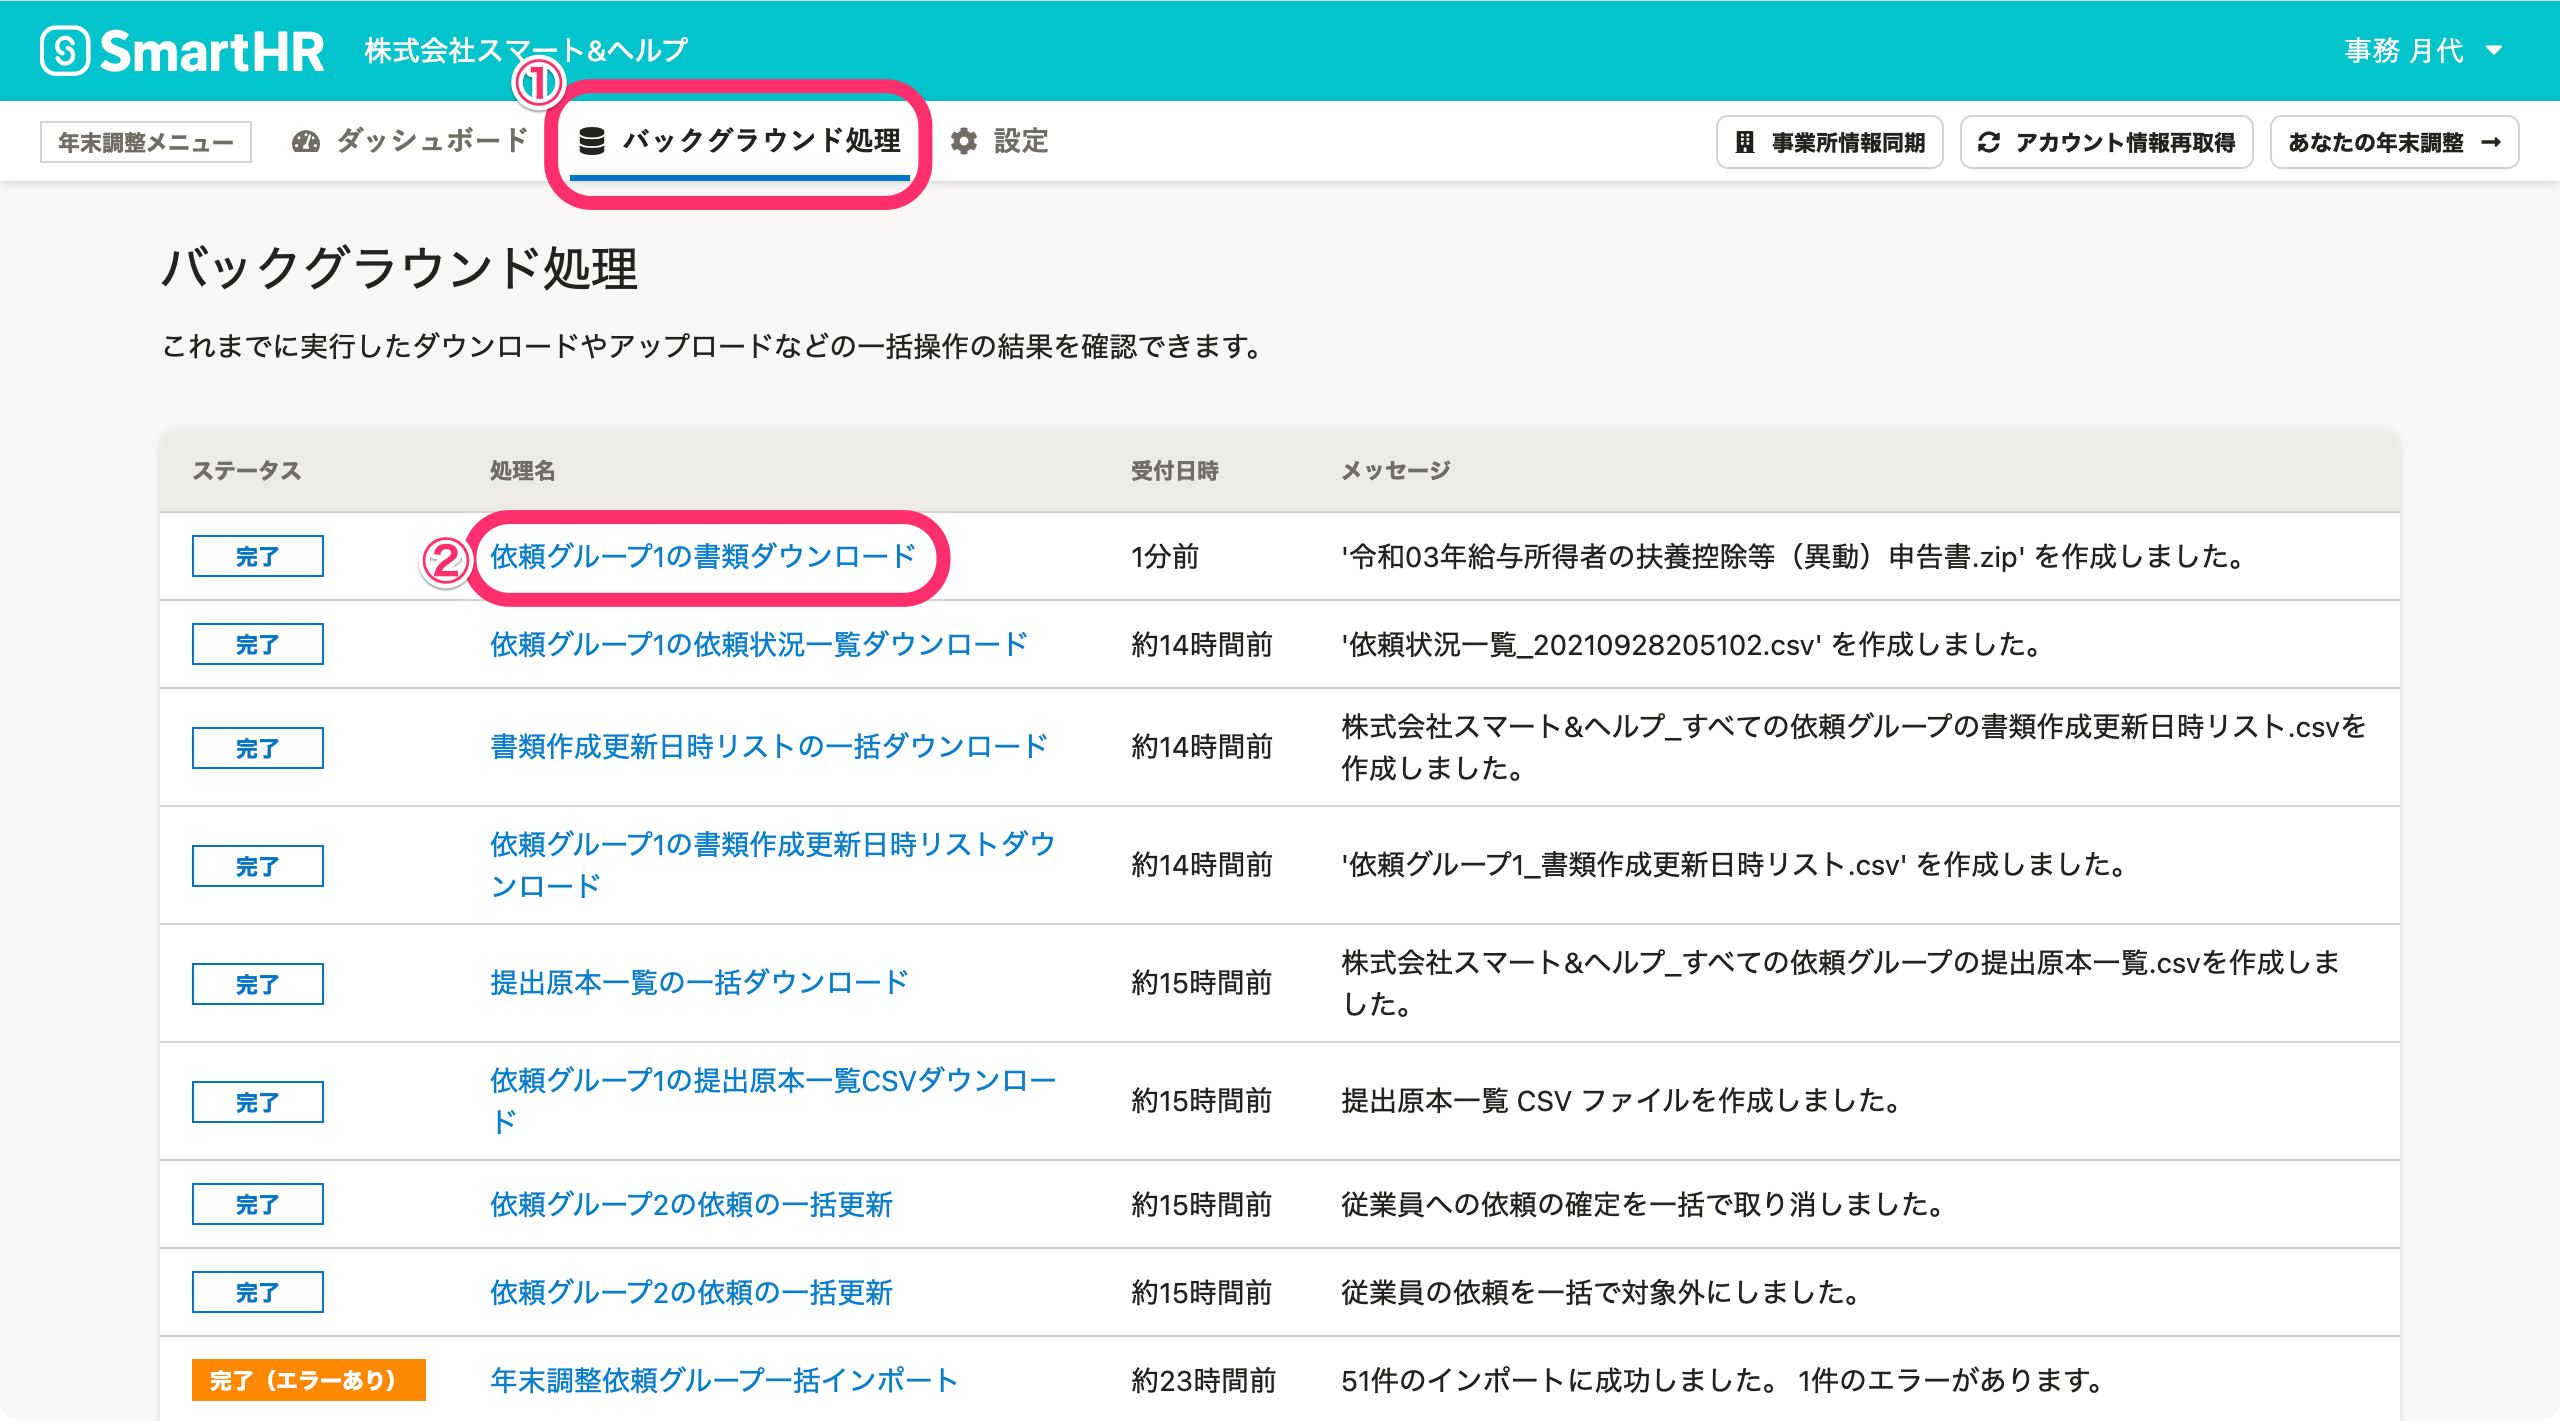 SmartHR 株式会社スマート&ヘルプ 事務 月代
①
年末調整メニュー ダッシュボード バックグラウンド処理 設定 事業所情報同期 アカウント情報再取得 あなたの年末調整 →
バックグラウンド処理
これまでに実行したダウンロードやアップロードなどの一括操作の結果を確認できます。
ステータス 処理名 受付日時 メッセージ
完了 ② 依頼グループ1の書類ダウンロード 1分前 '令和03年給与所得者の扶養控除等（異動）申告書.zip' を作成しました。
完了 依頼グループ1の依頼状況一覧ダウンロード 約14時間前 '依頼状況一覧_20210928205102.csv' を作成しました。
完了 書類作成更新日時リストの一括ダウンロード 約14時間前 株式会社スマート&ヘルプ_すべての依頼グループの書類作成更新日時リスト.csvを
作成しました。
完了 依頼グループ1の書類作成更新日時リストダウ
ンロード 約14時間前 '依頼グループ1_書類作成更新日時リスト.csv' を作成しました。
完了 提出原本一覧の一括ダウンロード 約15時間前 株式会社スマート&ヘルプ_すべての依頼グループの提出原本一覧.csvを作成しま
した。
完了 依頼グループ1の提出原本一覧CSVダウンロー
ド 約15時間前 提出原本一覧 CSV ファイルを作成しました。
完了 依頼グループ2の依頼の一括更新 約15時間前 従業員への依頼の確定を一括で取り消しました。
完了 依頼グループ2の依頼の一括更新 約15時間前 従業員の依頼を一括で対象外にしました。
完了（エラーあり） 年末調整依頼グループ一括インポート 約23時間前 51件のインポートに成功しました。 1件のエラーがあります。